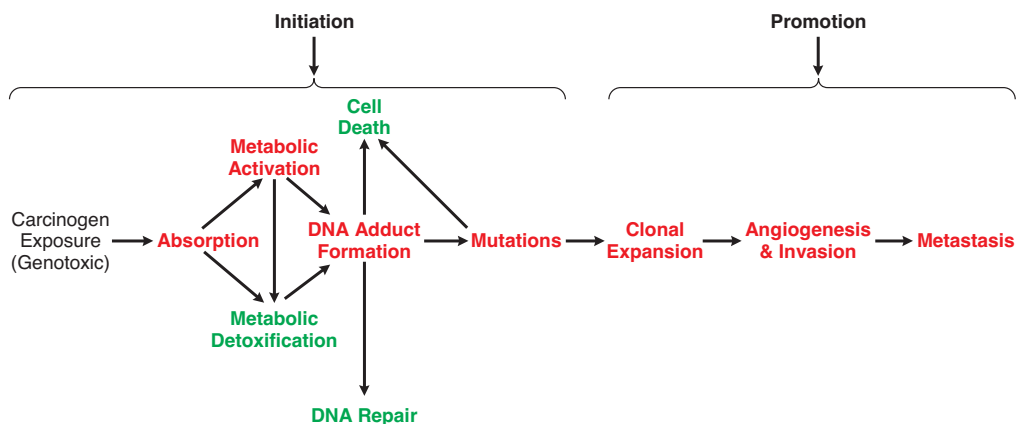 Initiation
Promotion
Cell
Death
Metabolic
Activation
Carcinogen
Exposure
(Genotoxic)
Absorption
DNA Adduct
Formation
Mutations
Clonal
Expansion
Angiogenesis
& Invasion
Metastasis
Metabolic
Detoxification
DNA Repair